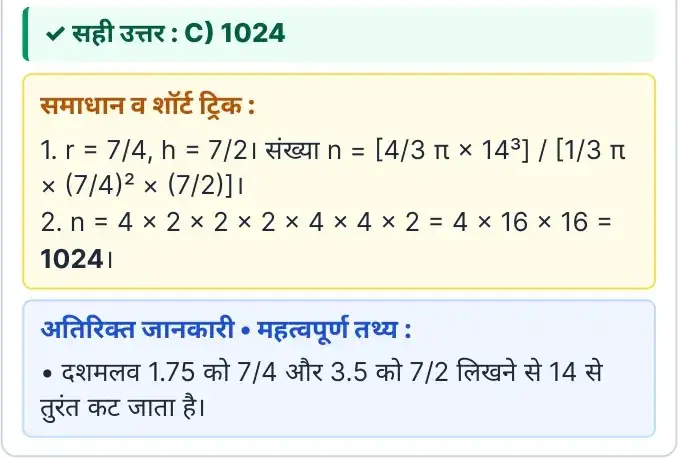 ✓ सही उत्तर : C) 1024
समाधान व शॉर्ट ट्रिक :
1. r = 7/4, h = 7/2। संख्या n = [4/3 π × 14³] / [1/3 π
× (7/4)² × (7/2)]।
2. n = 4 × 2 × 2 × 2 × 4 × 4 × 2 = 4 × 16 × 16 =
1024।
अतिरिक्त जानकारी • महत्वपूर्ण तथ्य :
• दशमलव 1.75 को 7/4 और 3.5 को 7/2 लिखने से 14 से
तुरंत कट जाता है।